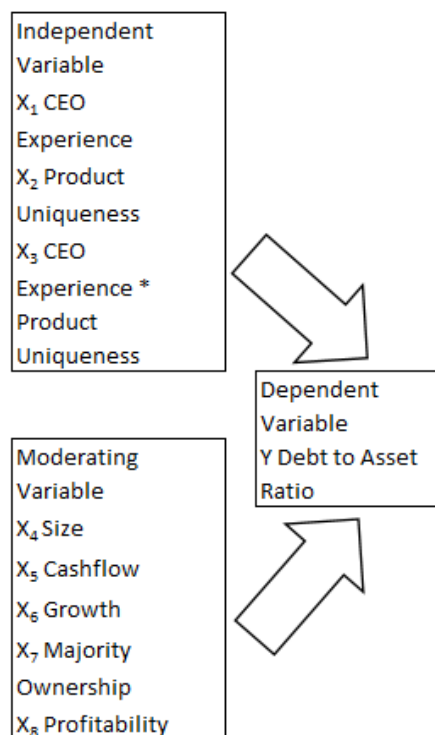 Independent
Variable
X₁ CEO
Experience
X₂ Product
Uniqueness
X₃ CEO
Experience *
Product
Uniqueness
Dependent
Variable
Y Debt to Asset
Ratio
Moderating
Variable
X₄ Size
X₅ Cashflow
X₆ Growth
X₇ Majority
Ownership
X₈ Profitability